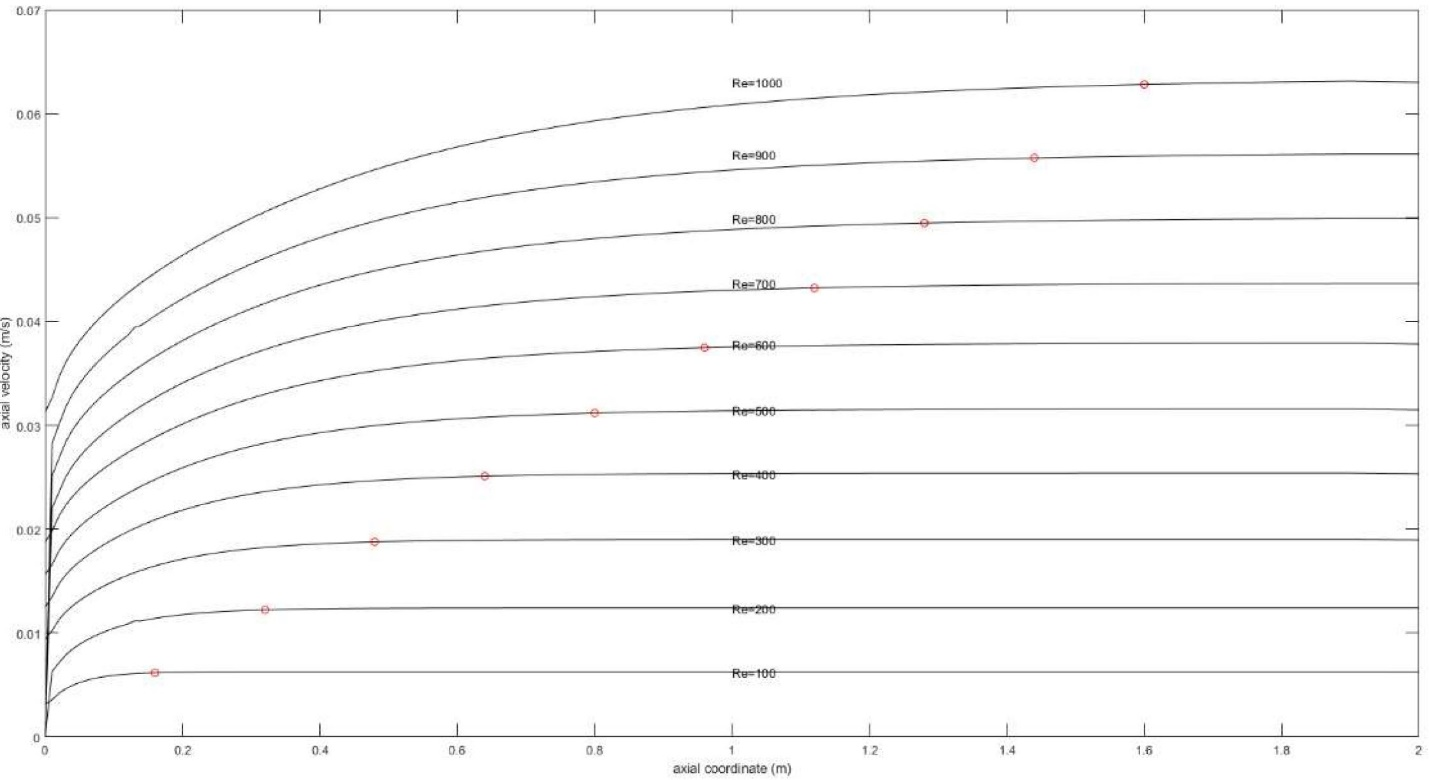 0.07
Re=1000
0.06
Re=900
0.05
Re=800
Re=700
0.04
axial velocity (m/s)
Re=600
0.03
Re=500
Re=400
0.02
Re=300
Re=200
0.01
Re=100
0
0 0.2 0.4 0.6 0.8 1 1.2 1.4 1.6 1.8 2
axial coordinate (m)